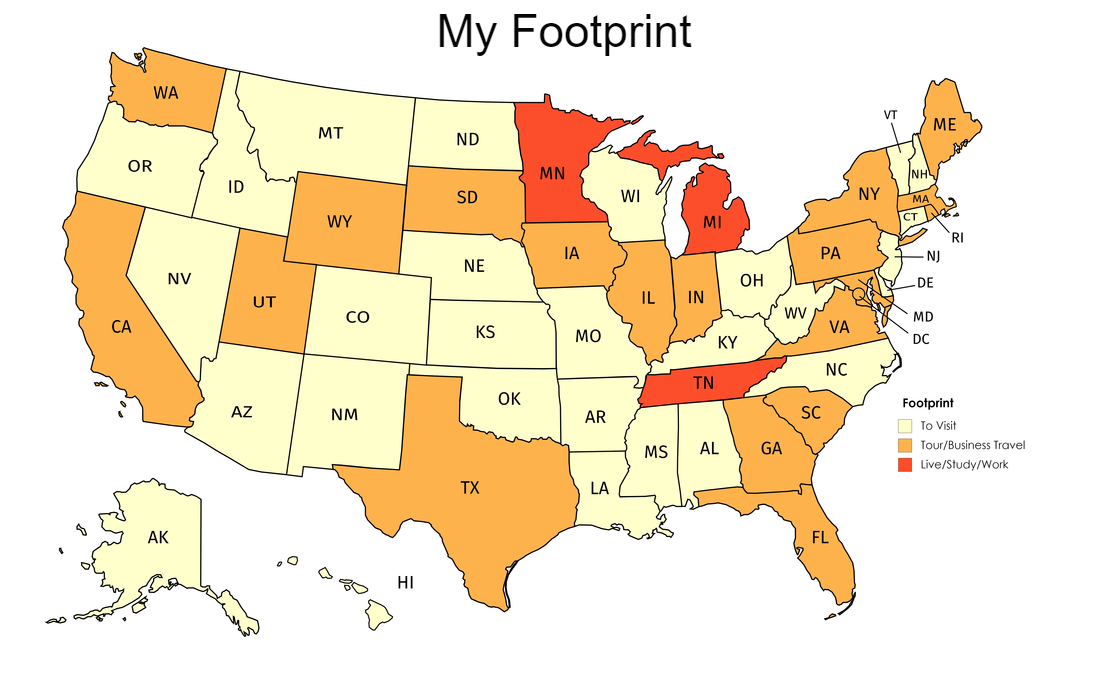 My Footprint
WA
MT
ND
MN
VT
ME
OR
ID
SD
WI
NY
NH
MA
WY
MI
CT
RI
IA
PA
NJ
NV
NE
OH
DE
UT
CO
IL
IN
WV
MD
CA
KS
MO
KY
VA
DC
NC
TN
AZ
NM
OK
AR
SC
MS
AL
GA
TX
LA
FL
AK
HI
Footprint
To Visit
Tour/Business Travel
Live/Study/Work